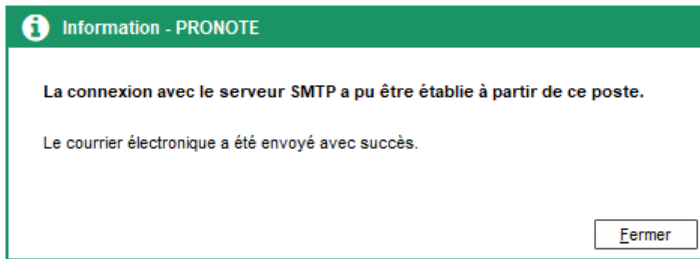 Information - PRONOTE
La connexion avec le serveur SMTP a pu être établie à partir de ce poste.
Le courrier électronique a été envoyé avec succès.
Fermer